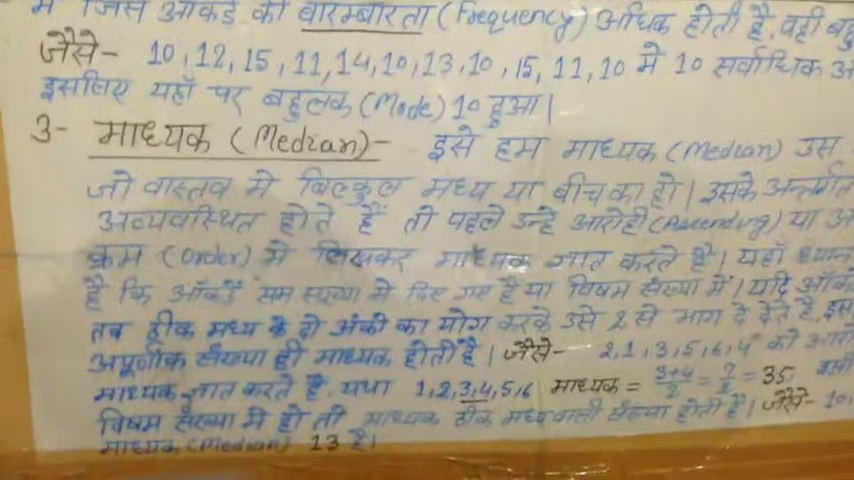 में जिस आंकड़े की वारम्बारता (Frequency) अधिक होती है, वही
जैसे- 10, 12, 15, 11, 14, 10, 13, 10, 15, 11, 10 में 10 सर्वाधिक
इसलिए यहाँ पर बहुलक (Mode) 10 हुआ।
3- माध्यक (Median)- इसे हम माध्यक (Median) उस
जो वास्तव में बिल्कुल मध्य या बीच का हो। इसके अन्तर्गत
अव्यवस्थित होते हैं तो पहले उन्हे आरोही (Ascending) या
क्रम (Order) में लिखकर माध्यक ज्ञात करते है। यहाँ ध्यान
है कि आँकड़े सम संख्या में दिए गए है या विषम संख्या में। यदि
तब ठीक मध्य के दो अंको का योग करके उसे 2 से भाग दे देते है, इस
अपूर्णांक संख्या ही माध्यक होती है। जैसे- 2, 1, 3, 5, 6, 4 को
माध्यक ज्ञात करते है, यथा 1, 2, 3, 4, 5, 6 माध्यक = 3+4/2 = 7/2 = 35
विषम संख्या में हो तो माध्यक ठीक मध्य वाली संख्या होती है। जैसे- 10,
माध्यक (Median) 13 है।